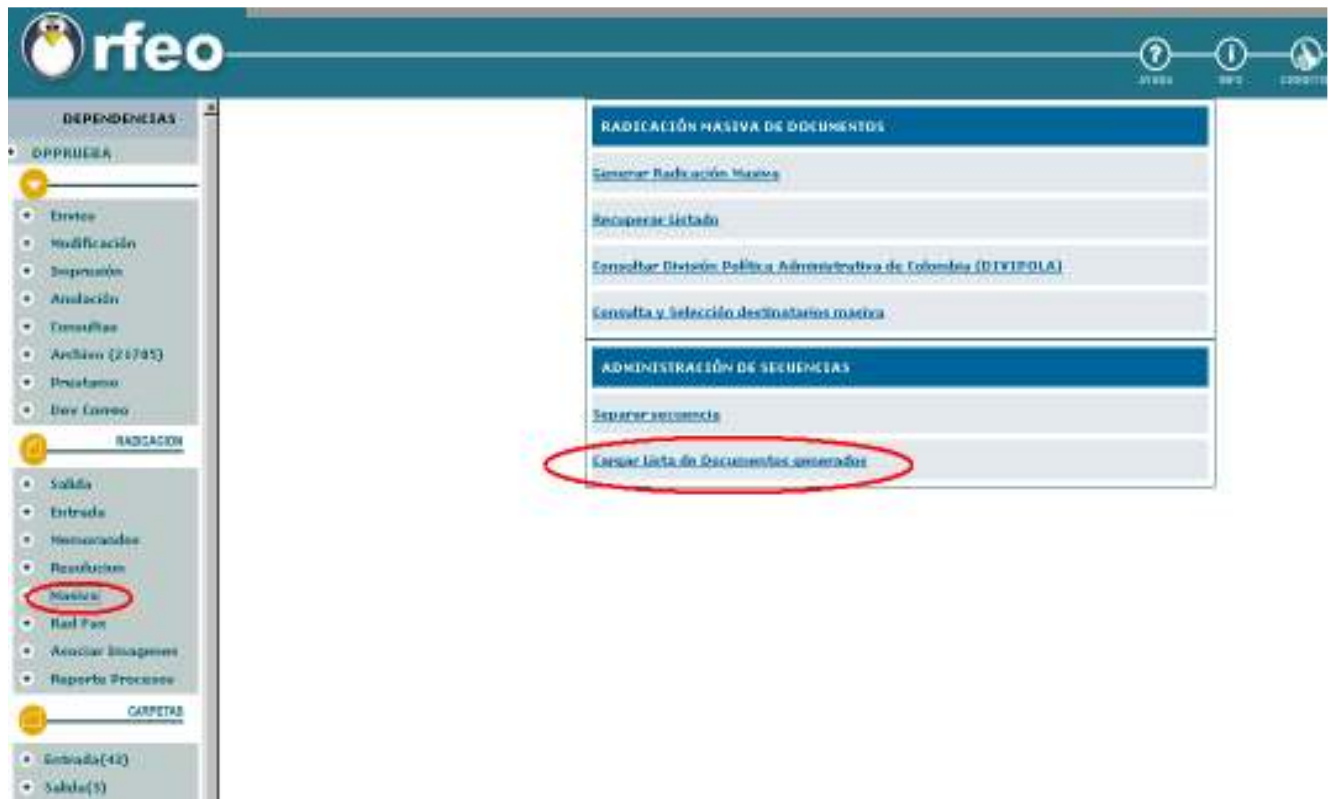 Orfeo
AYUDA
INFO
DEPENDENCIAS
DPPRUEBA
Envios
Modificación
Impresión
Anulación
Consultas
Archivo (21785)
Prestamo
Dev Correo
RADICACION
Salida
Entrada
Memorandos
Resolucion
Masiva
Rad Fax
Asociar Imagenes
Reporte Procesos
CARPETAS
Entrada(42)
Salida(5)
RADICACIÓN MASIVA DE DOCUMENTOS
Generar Radicación Masiva
Recuperar Listado
Consultar División Política Administrativa de Colombia (DIVIPOLA)
Consulta y Selección destinatarios masiva
ADMINISTRACIÓN DE SECUENCIAS
Separar secuencia
Cargar Lista de Documentos generados